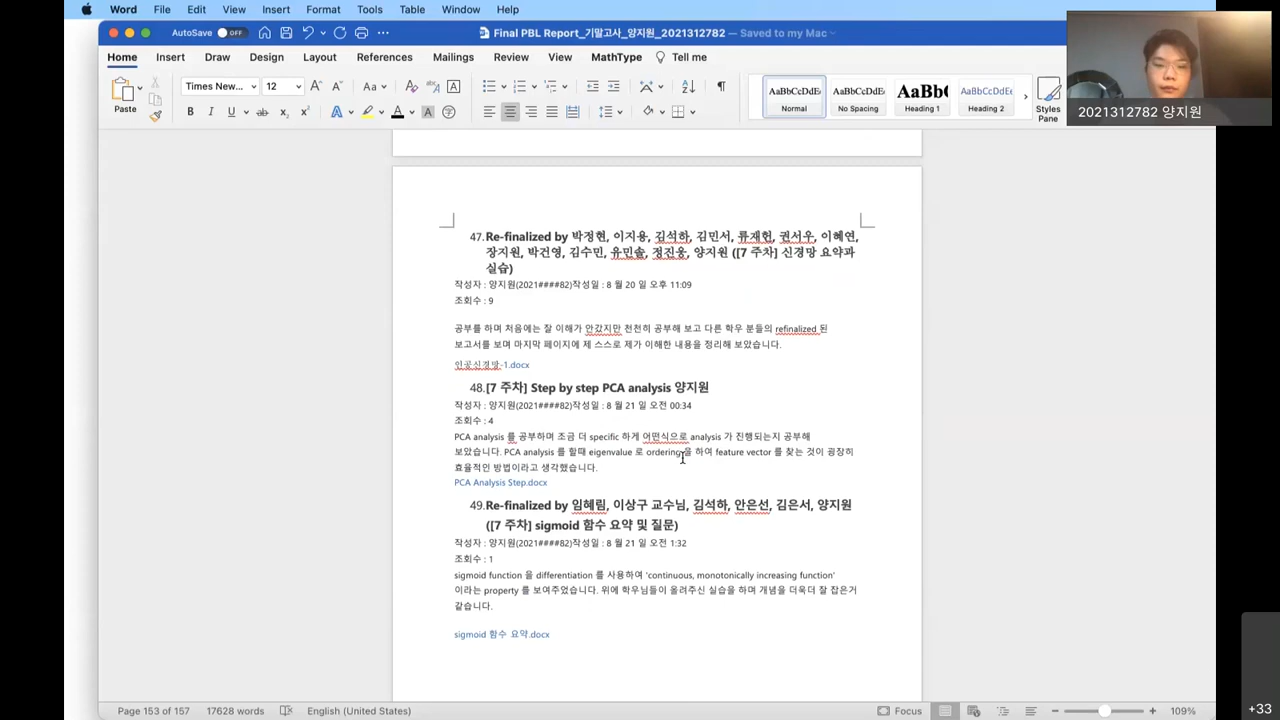 Word File Edit View Insert Format Tools Table Window Help
AutoSave OFF Final PBL Report_기말고사_양지원_2021312782 — Saved to my Mac
Home Insert Draw Design Layout References Mailings Review View MathType Tell me
Paste Times New... 12 Aa AaBbCcDdEe AaBbCcDdEe AaBbC AaBbCcDdEe
B I U ab x₂ x² A A A Normal No Spacing Heading 1 Heading 2 Styles Pane
2021312782 양지원
47.Re-finalized by 박정현, 이지용, 김석하, 김민서, 류재헌, 권서우, 이혜연,
장지원, 박건영, 김수민, 유민솔, 정진웅, 양지원 ([7 주차] 신경망 요약과
실습)
작성자 : 양지원(2021####82)작성일 : 8 월 20 일 오후 11:09
조회수 : 9
공부를 하며 처음에는 잘 이해가 안갔지만 천천히 공부해 보고 다른 학우 분들의 refinalized 된
보고서를 보며 마지막 페이지에 제 스스로 제가 이해한 내용을 정리해 보았습니다.
인공신경망-1.docx
48.[7 주차] Step by step PCA analysis 양지원
작성자 : 양지원(2021####82)작성일 : 8 월 21 일 오전 00:34
조회수 : 4
PCA analysis 를 공부하며 조금 더 specific 하게 어떤식으로 analysis 가 진행되는지 공부해
보았습니다. PCA analysis 를 할때 eigenvalue 로 ordering 을 하여 feature vector 를 찾는 것이 굉장히
효율적인 방법이라고 생각했습니다.
PCA Analysis Step.docx
49.Re-finalized by 임혜림, 이상구 교수님, 김석하, 안은선, 김은서, 양지원
([7 주차] sigmoid 함수 요약 및 질문)
작성자 : 양지원(2021####82)작성일 : 8 월 21 일 오전 1:32
조회수 : 1
sigmoid function 을 differentiation 를 사용하여 'continuous, monotonically increasing function'
이라는 property 를 보여주었습니다. 위에 학우님들이 올려주신 실습을 하며 개념을 더욱더 잘 잡은거
같습니다.
sigmoid 함수 요약.docx
Page 153 of 157 17628 words English (United States) Focus 109%
+33